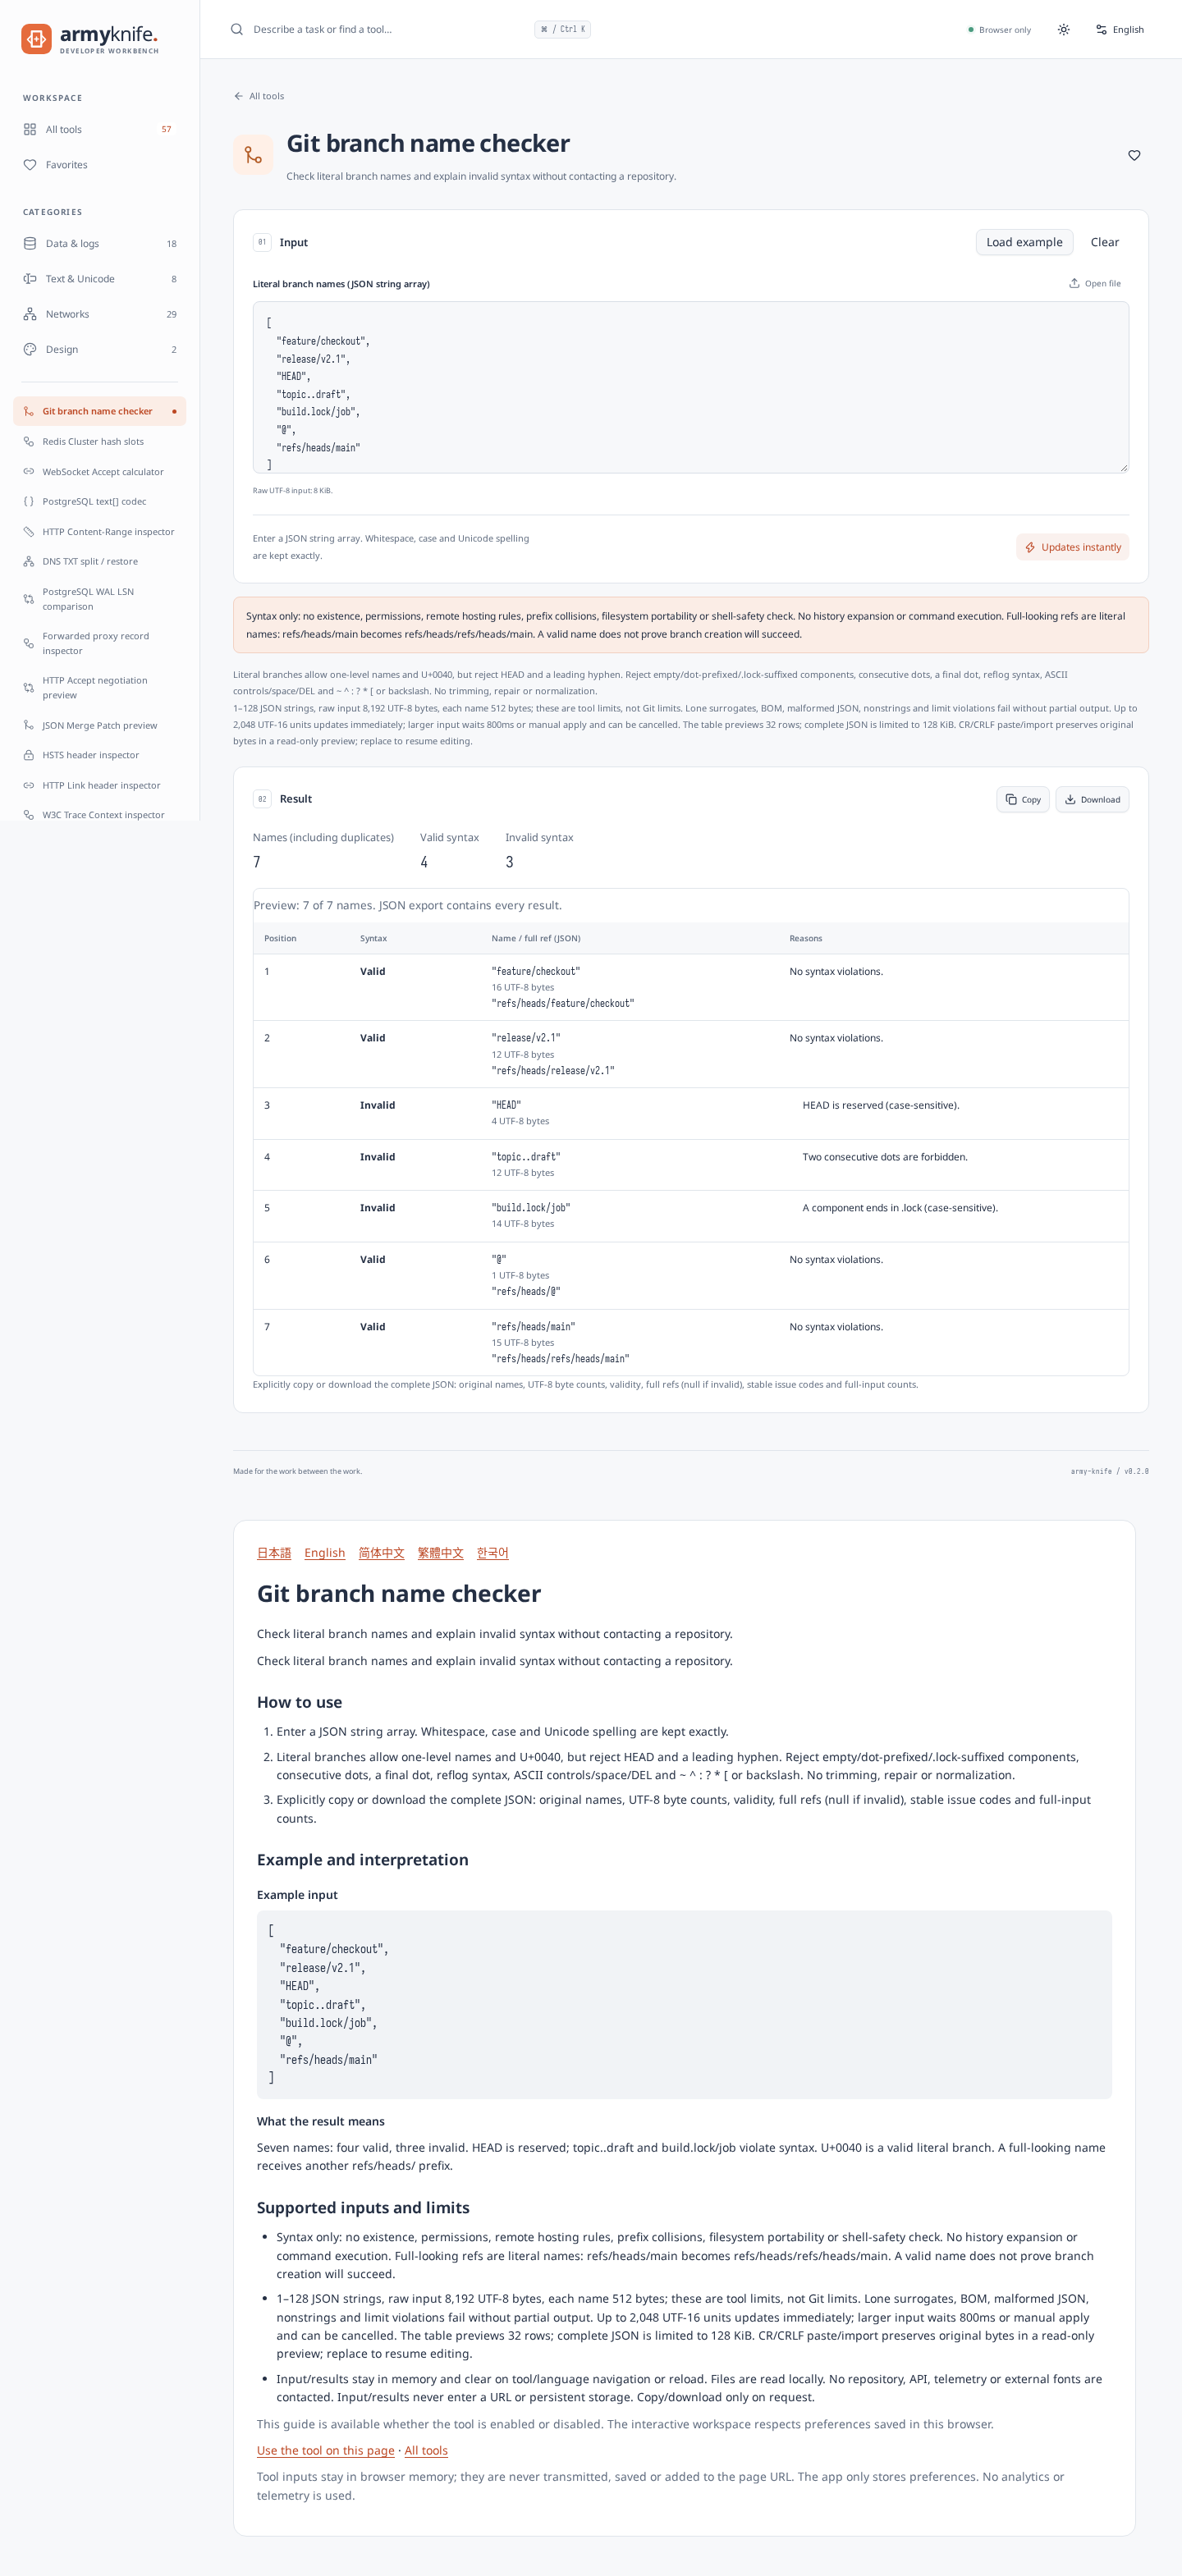 armyknife.
DEVELOPER WORKBENCH
WORKSPACE
All tools 57
Favorites
CATEGORIES
Data & logs 18
Text & Unicode 8
Networks 29
Design 2
Git branch name checker
Redis Cluster hash slots
WebSocket Accept calculator
PostgreSQL text[] codec
HTTP Content-Range inspector
DNS TXT split / restore
PostgreSQL WAL LSN
comparison
Forwarded proxy record
inspector
HTTP Accept negotiation
preview
JSON Merge Patch preview
HSTS header inspector
HTTP Link header inspector
W3C Trace Context inspector
Describe a task or find a tool... ⌘ / Ctrl K
Browser only
English
All tools
Git branch name checker
Check literal branch names and explain invalid syntax without contacting a repository.
01 Input
Load example
Clear
Literal branch names (JSON string array)
Open file
[
"feature/checkout",
"release/v2.1",
"HEAD",
"topic..draft",
"build.lock/job",
"@",
"refs/heads/main"
]
Raw UTF-8 input: 8 KiB.
Enter a JSON string array. Whitespace, case and Unicode spelling
are kept exactly.
Updates instantly
Syntax only: no existence, permissions, remote hosting rules, prefix collisions, filesystem portability or shell-safety check. No history expansion or command execution. Full-looking refs are literal
names: refs/heads/main becomes refs/heads/refs/heads/main. A valid name does not prove branch creation will succeed.
Literal branches allow one-level names and U+0040, but reject HEAD and a leading hyphen. Reject empty/dot-prefixed/.lock-suffixed components, consecutive dots, a final dot, reflog syntax, ASCII
controls/space/DEL and ~ ^ : ? * [ or backslash. No trimming, repair or normalization.
1–128 JSON strings, raw input 8,192 UTF-8 bytes, each name 512 bytes; these are tool limits, not Git limits. Lone surrogates, BOM, malformed JSON, nonstrings and limit violations fail without partial output. Up to
2,048 UTF-16 units updates immediately; larger input waits 800ms or manual apply and can be cancelled. The table previews 32 rows; complete JSON is limited to 128 KiB. CR/CRLF paste/import preserves original
bytes in a read-only preview; replace to resume editing.
02 Result
Copy
Download
Names (including duplicates) Valid syntax Invalid syntax
7 4 3
Preview: 7 of 7 names. JSON export contains every result.
Position Syntax Name / full ref (JSON) Reasons
1 Valid "feature/checkout" No syntax violations.
16 UTF-8 bytes
"refs/heads/feature/checkout"
2 Valid "release/v2.1" No syntax violations.
12 UTF-8 bytes
"refs/heads/release/v2.1"
3 Invalid "HEAD" HEAD is reserved (case-sensitive).
4 UTF-8 bytes
4 Invalid "topic..draft" Two consecutive dots are forbidden.
12 UTF-8 bytes
5 Invalid "build.lock/job" A component ends in .lock (case-sensitive).
14 UTF-8 bytes
6 Valid "@" No syntax violations.
1 UTF-8 bytes
"refs/heads/@"
7 Valid "refs/heads/main" No syntax violations.
15 UTF-8 bytes
"refs/heads/refs/heads/main"
Explicitly copy or download the complete JSON: original names, UTF-8 byte counts, validity, full refs (null if invalid), stable issue codes and full-input counts.
Made for the work between the work.
army-knife / v0.2.0
日本語 English 简体中文 繁體中文 한국어
Git branch name checker
Check literal branch names and explain invalid syntax without contacting a repository.
Check literal branch names and explain invalid syntax without contacting a repository.
How to use
1. Enter a JSON string array. Whitespace, case and Unicode spelling are kept exactly.
2. Literal branches allow one-level names and U+0040, but reject HEAD and a leading hyphen. Reject empty/dot-prefixed/.lock-suffixed components,
consecutive dots, a final dot, reflog syntax, ASCII controls/space/DEL and ~ ^ : ? * [ or backslash. No trimming, repair or normalization.
3. Explicitly copy or download the complete JSON: original names, UTF-8 byte counts, validity, full refs (null if invalid), stable issue codes and full-input
counts.
Example and interpretation
Example input
[
"feature/checkout",
"release/v2.1",
"HEAD",
"topic..draft",
"build.lock/job",
"@",
"refs/heads/main"
]
What the result means
Seven names: four valid, three invalid. HEAD is reserved; topic..draft and build.lock/job violate syntax. U+0040 is a valid literal branch. A full-looking name
receives another refs/heads/ prefix.
Supported inputs and limits
• Syntax only: no existence, permissions, remote hosting rules, prefix collisions, filesystem portability or shell-safety check. No history expansion or
command execution. Full-looking refs are literal names: refs/heads/main becomes refs/heads/refs/heads/main. A valid name does not prove branch
creation will succeed.
• 1–128 JSON strings, raw input 8,192 UTF-8 bytes, each name 512 bytes; these are tool limits, not Git limits. Lone surrogates, BOM, malformed JSON,
nonstrings and limit violations fail without partial output. Up to 2,048 UTF-16 units updates immediately; larger input waits 800ms or manual apply
and can be cancelled. The table previews 32 rows; complete JSON is limited to 128 KiB. CR/CRLF paste/import preserves original bytes in a read-only
preview; replace to resume editing.
• Input/results stay in memory and clear on tool/language navigation or reload. Files are read locally. No repository, API, telemetry or external fonts are
contacted. Input/results never enter a URL or persistent storage. Copy/download only on request.
This guide is available whether the tool is enabled or disabled. The interactive workspace respects preferences saved in this browser.
Use the tool on this page · All tools
Tool inputs stay in browser memory; they are never transmitted, saved or added to the page URL. The app only stores preferences. No analytics or
telemetry is used.